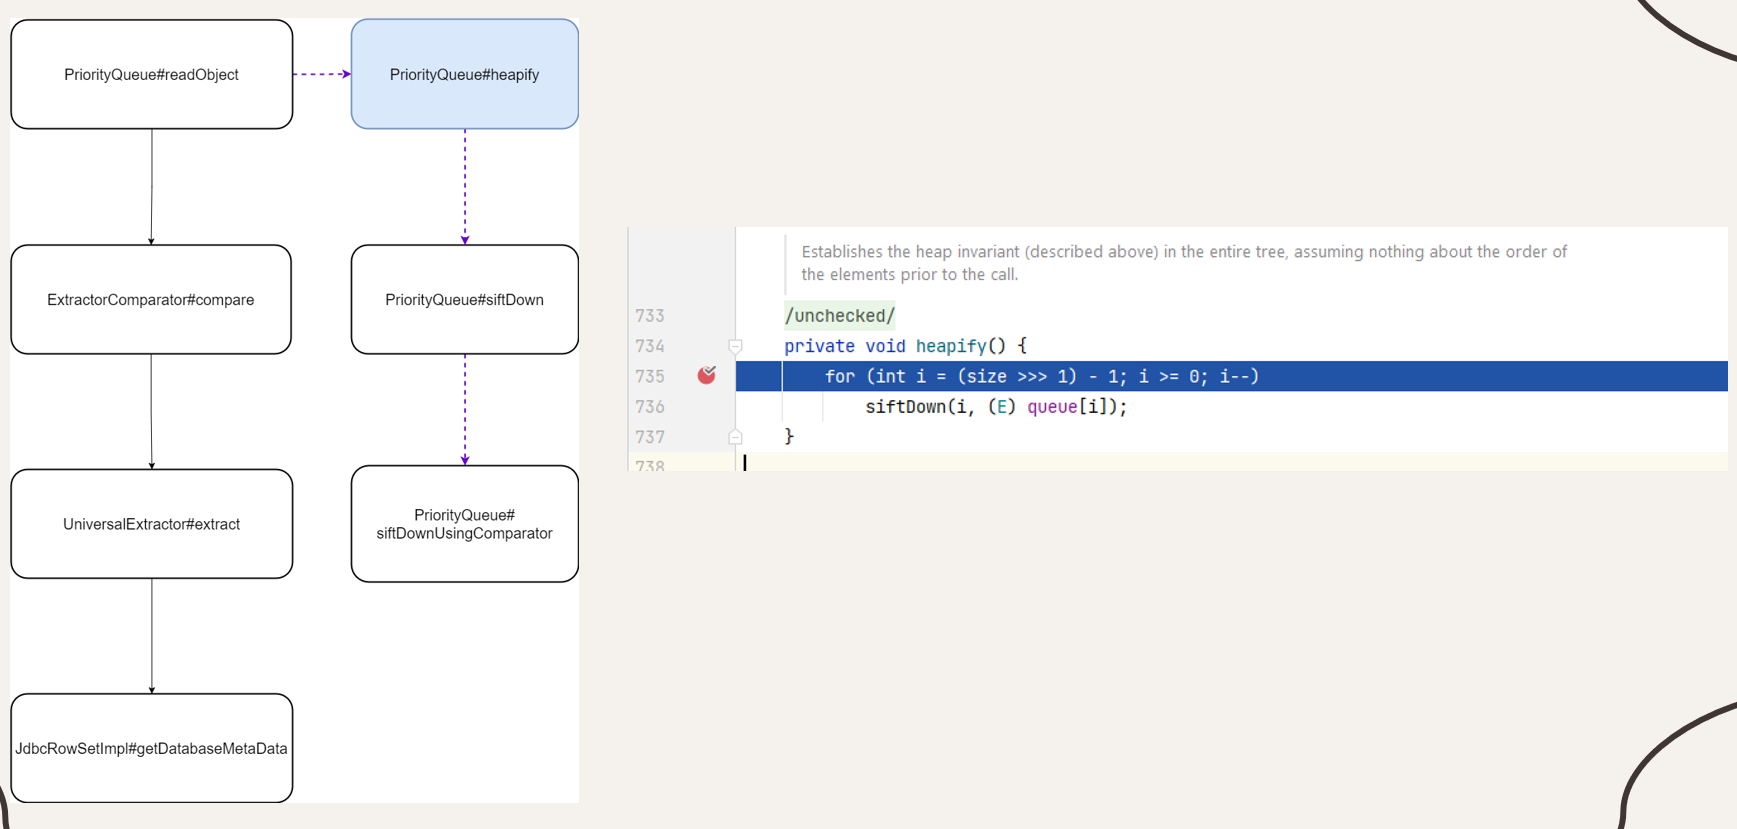 PriorityQueue#readObject
PriorityQueue#heapify
ExtractorComparator#compare
PriorityQueue#siftDown
UniversalExtractor#extract
PriorityQueue#
siftDownUsingComparator
JdbcRowSetImpl#getDatabaseMetaData
Establishes the heap invariant (described above) in the entire tree, assuming nothing about the order of
the elements prior to the call.
733 /unchecked/
734 private void heapify() {
735 for (int i = (size >>> 1) - 1; i >= 0; i--)
736 siftDown(i, (E) queue[i]);
737 }
738